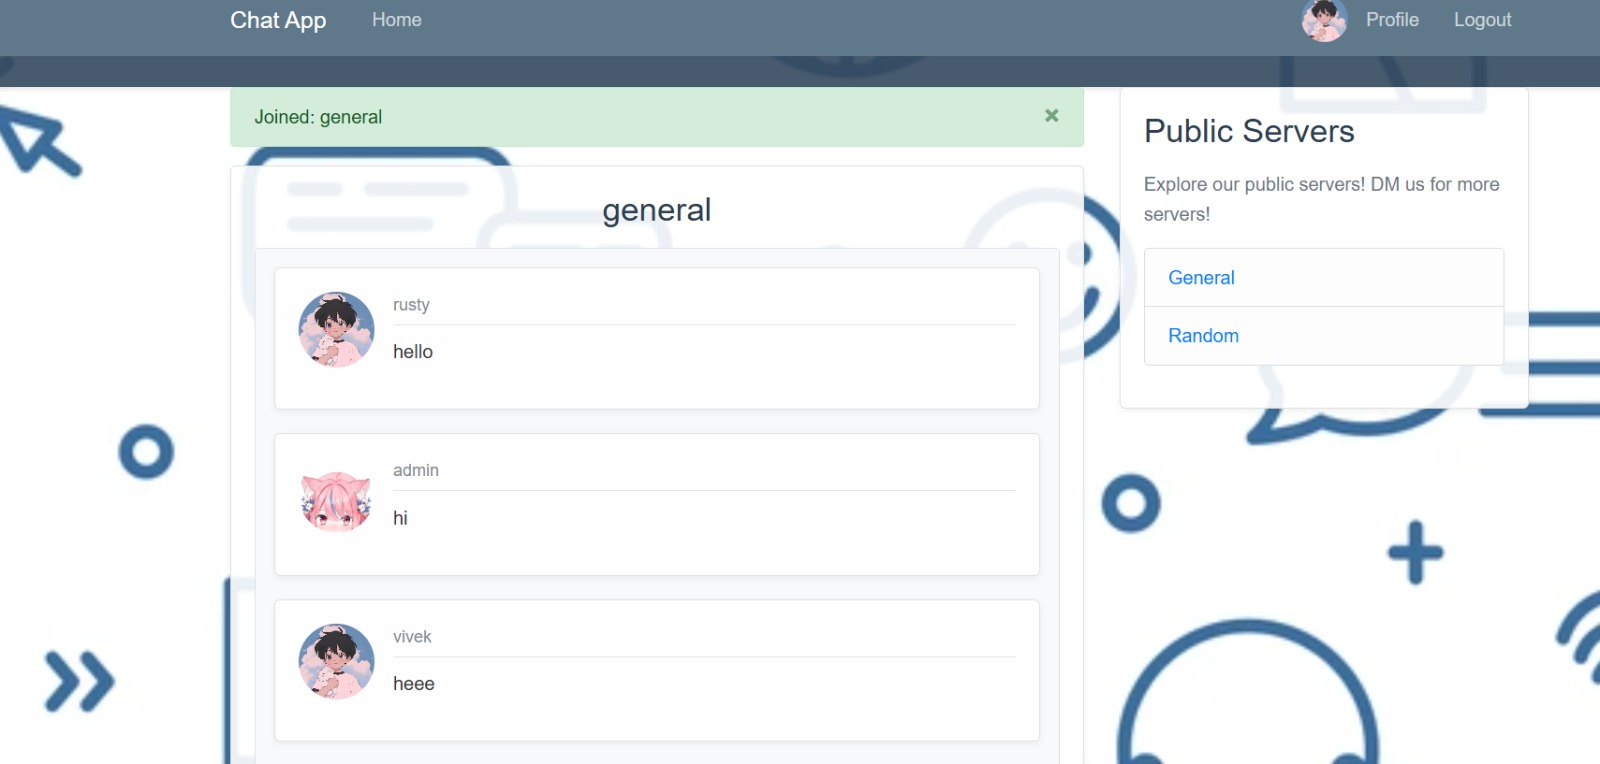 Chat App Home Profile Logout
Joined: general ×
general
rusty
hello
admin
hi
vivek
heee
Public Servers
Explore our public servers! DM us for more
servers!
General
Random